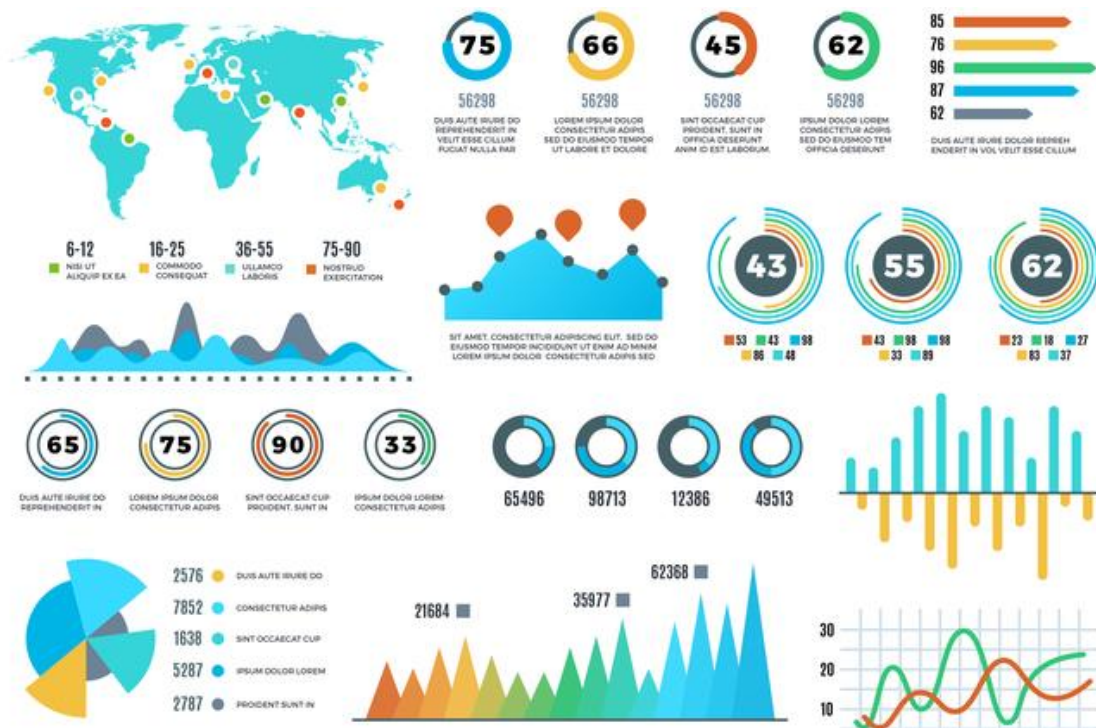 75
66
45
62
56298
56298
56298
56298
DUIS AUTE IRURE DO
REPREHENDERIT IN
VELIT ESSE CILLUM
FUGIAT NULLA PAR
LOREM IPSUM DOLOR
CONSECTETUR ADIPIS
SED DO EIUSMOD TEMPOR
UT LABORE ET DOLORE
SINT OCCAECAT CUP
PROIDENT, SUNT IN
OFFICIA DESERUNT
ANIM ID EST LABORUM.
IPSUM DOLOR LOREM
CONSECTETUR ADIPIS
SED DO EIUSMOD TEM
OFFICIA DESERUNT
85
76
96
87
62
DUIS AUTE IRURE DOLOR REPREH
ENDERIT IN VOL VELIT ESSE CILLUM
6-12
NISI UT
ALIQUIP EX EA
16-25
COMMODO
CONSEQUAT
36-55
ULLAMCO
LABORIS
75-90
NOSTRUD
EXERCITATION
SIT AMET, CONSECTETUR ADIPISCING ELIT, SED DO
EIUSMOD TEMPOR INCIDIDUNT UT ENIM AD MINIM
LOREM IPSUM DOLOR CONSECTETUR ADIPIS SED
43
53 43 98
86 48
55
43 98 98
33 89
62
23 18 27
83 37
65
DUIS AUTE IRURE DO
REPREHENDERIT IN
75
LOREM IPSUM DOLOR
CONSECTETUR ADIPIS
90
SINT OCCAECAT CUP
PROIDENT, SUNT IN
33
IPSUM DOLOR LOREM
CONSECTETUR ADIPIS
65496
98713
12386
49513
2576 DUIS AUTE IRURE DO
7852 CONSECTETUR ADIPIS
1638 SINT OCCAECAT CUP
5287 IPSUM DOLOR LOREM
2787 PROIDENT SUNT IN
21684
35977
62368
30
20
10